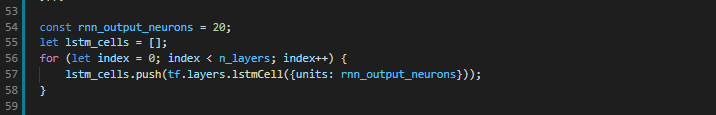 53
54 const rnn_output_neurons = 20;
55 let lstm_cells = [];
56 for (let index = 0; index < n_layers; index++) {
57     lstm_cells.push(tf.layers.lstmCell({units: rnn_output_neurons}));
58 }
59